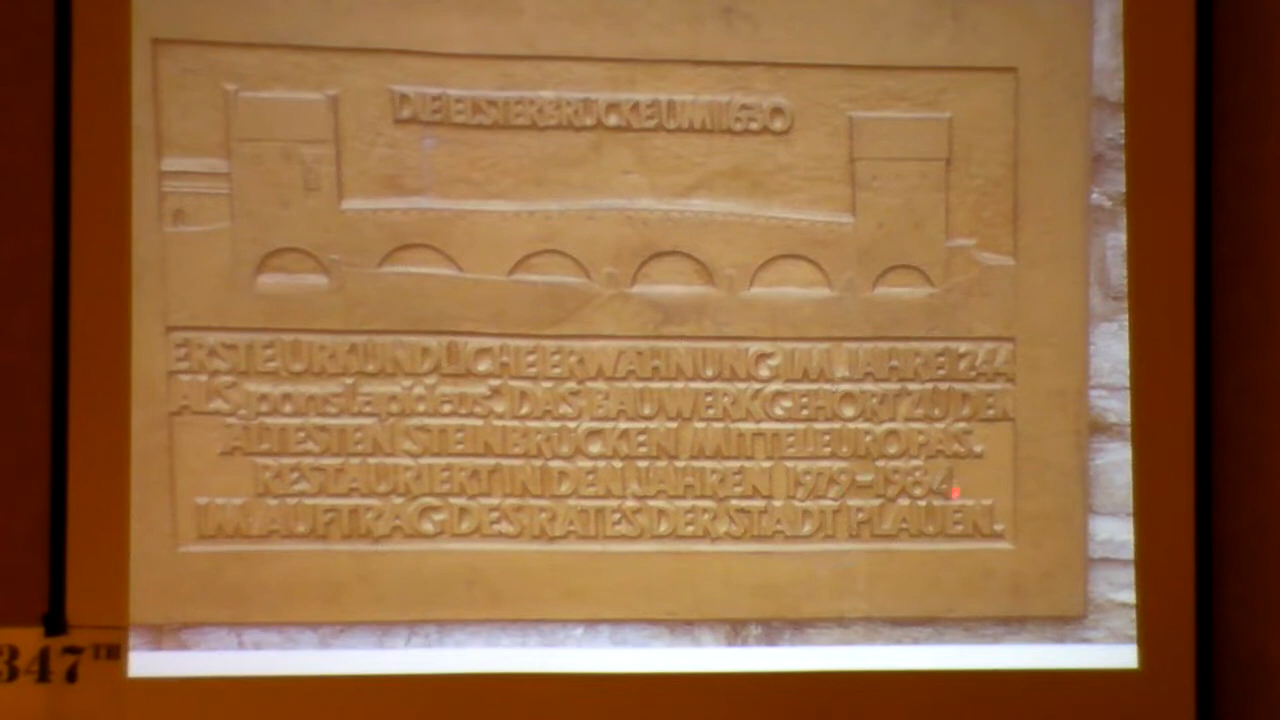 DIE ELSTERBRÜCKE UM 1630
ERSTE URKUNDLICHE ERWÄHNUNG IM JAHRE 1244
ALS „pons lapideus“. DAS BAUWERK GEHÖRT ZU DEN
ÄLTESTEN STEINBRÜCKEN MITTELEUROPAS.
RESTAURIERT IN DEN JAHREN 1979-1984
IM AUFTRAG DES RATES DER STADT PLAUEN.
347TH